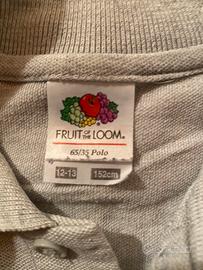 FRUIT OF THE LOOM®
65/35 Polo
12-13 152cm